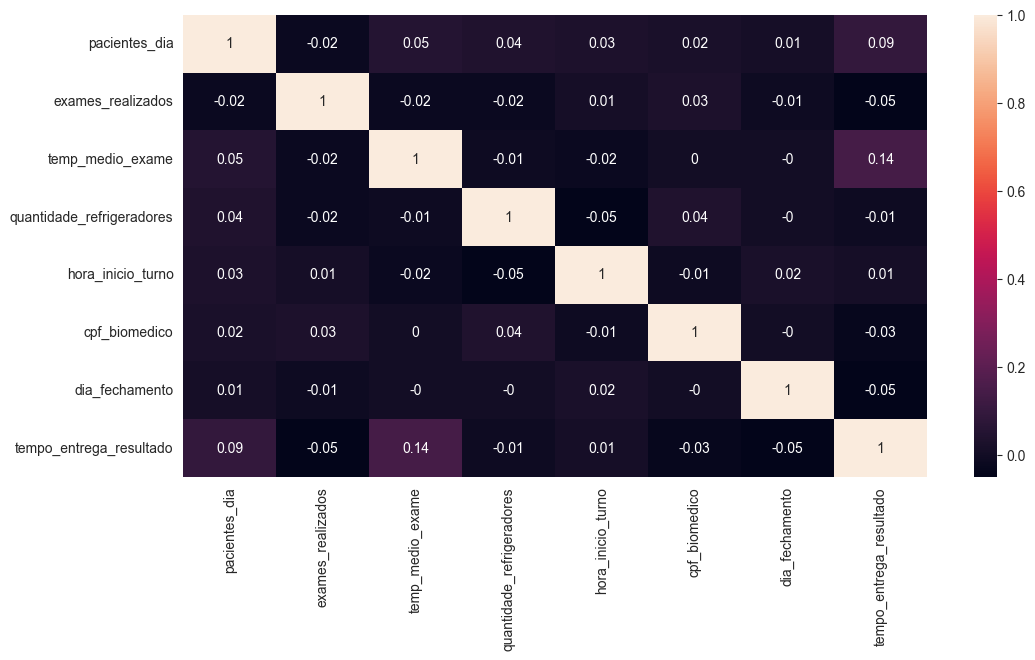 pacientes_dia 1 -0.02 0.05 0.04 0.03 0.02 0.01 0.09
exames_realizados -0.02 1 -0.02 -0.02 0.01 0.03 -0.01 -0.05
temp_medio_exame 0.05 -0.02 1 -0.01 -0.02 0 -0 0.14
quantidade_refrigeradores 0.04 -0.02 -0.01 1 -0.05 0.04 -0 -0.01
hora_inicio_turno 0.03 0.01 -0.02 -0.05 1 -0.01 0.02 0.01
cpf_biomedico 0.02 0.03 0 0.04 -0.01 1 -0 -0.03
dia_fechamento 0.01 -0.01 -0 -0 0.02 -0 1 -0.05
tempo_entrega_resultado 0.09 -0.05 0.14 -0.01 0.01 -0.03 -0.05 1
pacientes_dia
exames_realizados
temp_medio_exame
quantidade_refrigeradores
hora_inicio_turno
cpf_biomedico
dia_fechamento
tempo_entrega_resultado
1.0
0.8
0.6
0.4
0.2
0.0